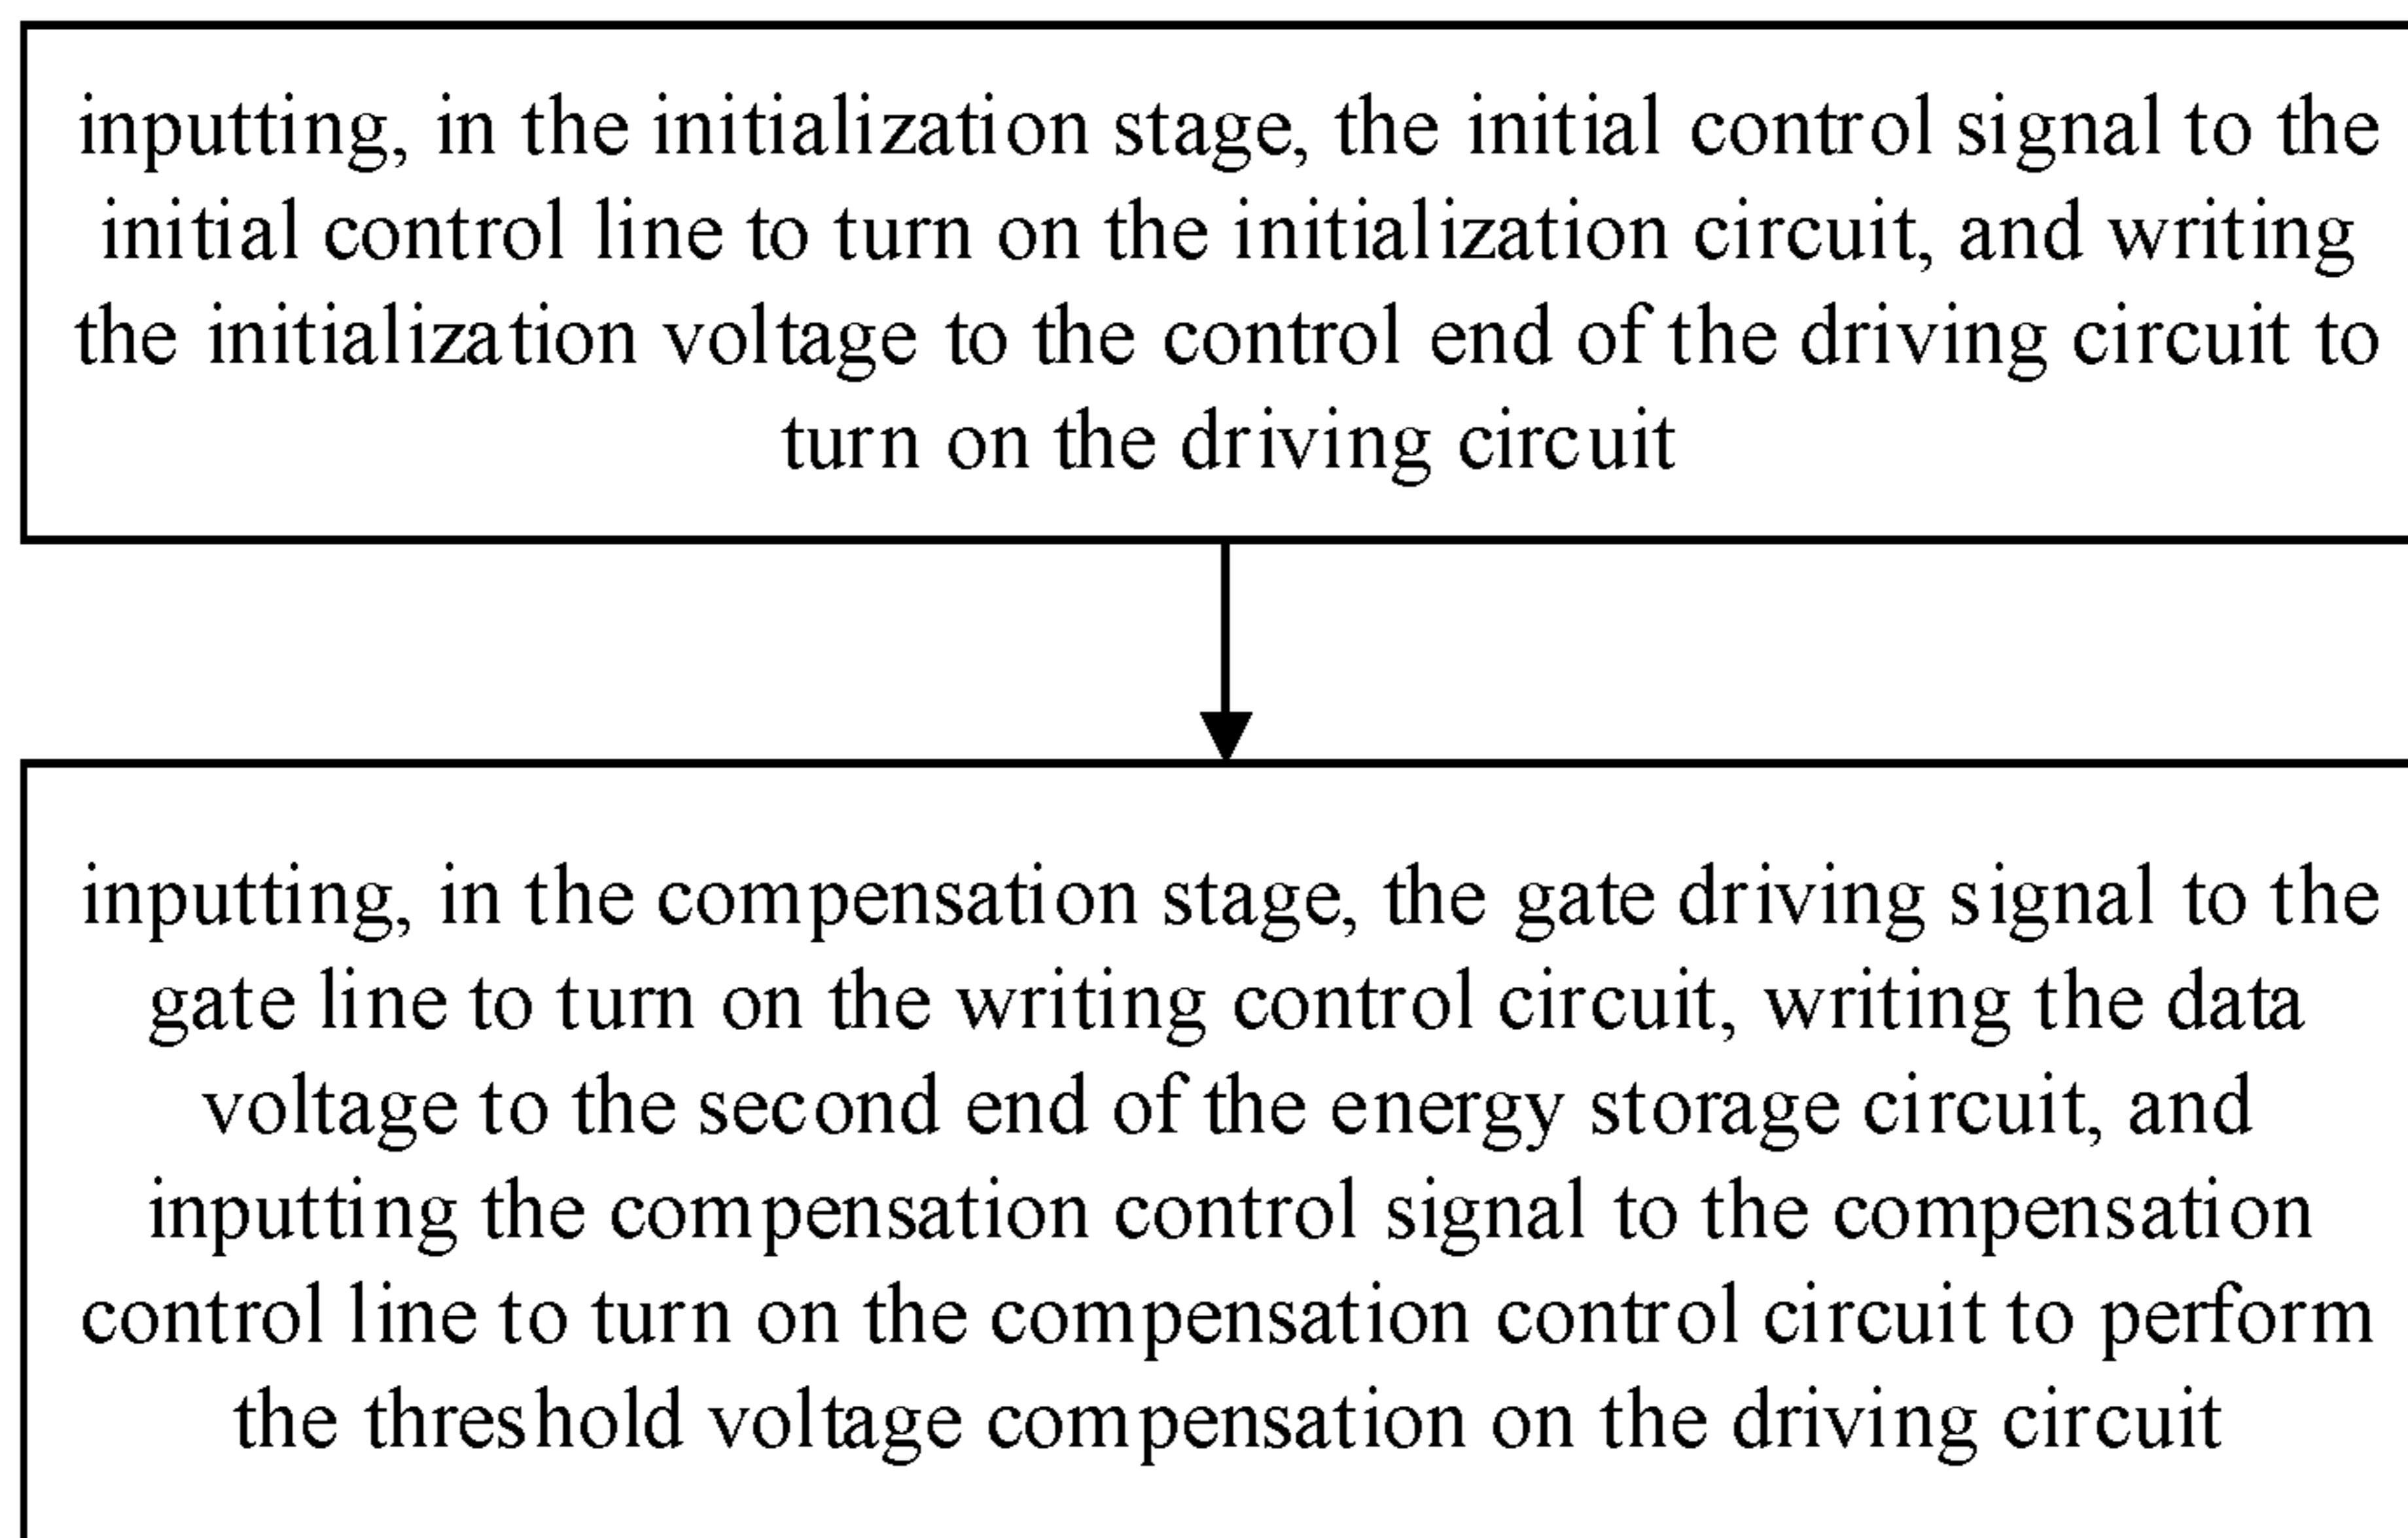 inputting, in the initialization stage, the initial control signal to the
initial control line to turn on the initialization circuit, and writing
the initialization voltage to the control end of the driving circuit to
turn on the driving circuit
inputting, in the compensation stage, the gate driving signal to the
gate line to turn on the writing control circuit, writing the data
voltage to the second end of the energy storage circuit, and
inputting the compensation control signal to the compensation
control line to turn on the compensation control circuit to perform
the threshold voltage compensation on the driving circuit